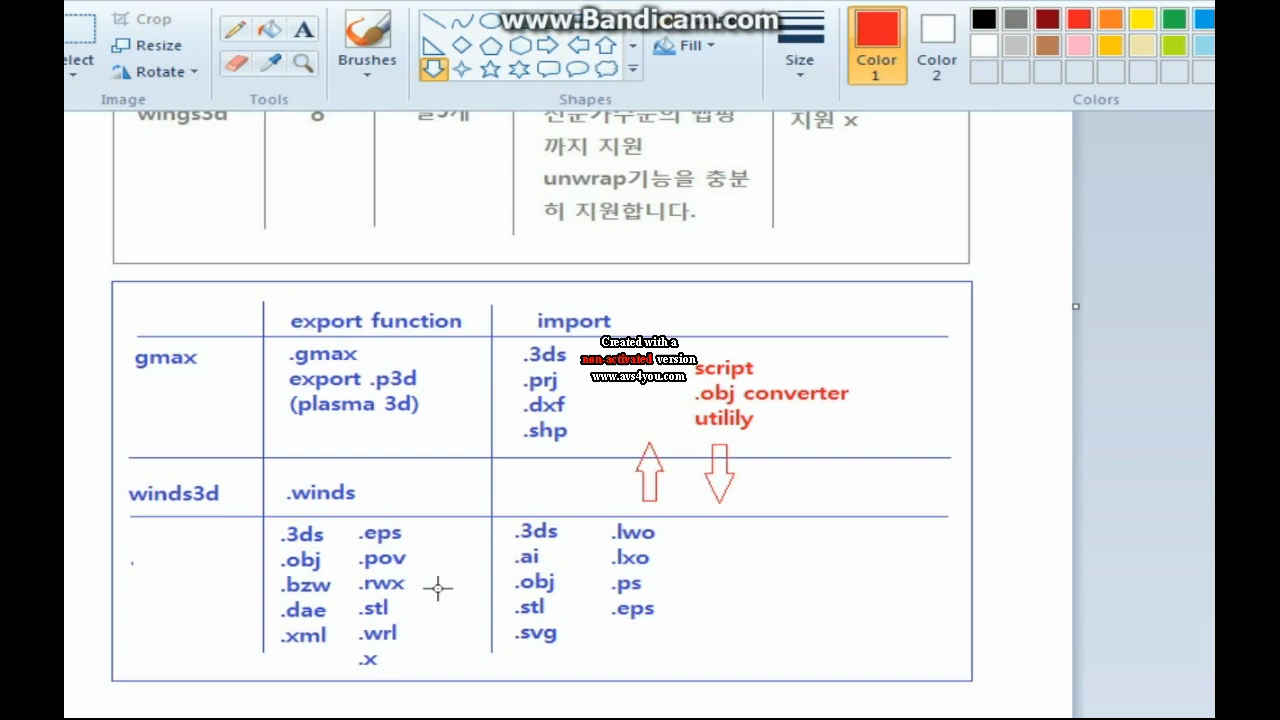 www.Bandicam.com
Crop
elect
Resize
Rotate
Brushes
Fill
Size
Color
1
Color
2
Image
Tools
Shapes
Colors
wings3d
까지 지원
지원 x
unwrap기능을 충분
히 지원합니다.
export function
import
Created with a
non-activated version
www.avs4you.com
gmax
.gmax
export .p3d
(plasma 3d)
.3ds
.prj
.dxf
.shp
script
.obj converter
utilily
winds3d
.winds
.3ds
.obj
.bzw
.dae
.xml
.eps
.pov
.rwx
.stl
.wrl
.x
.3ds
.ai
.obj
.stl
.svg
.lwo
.lxo
.ps
.eps